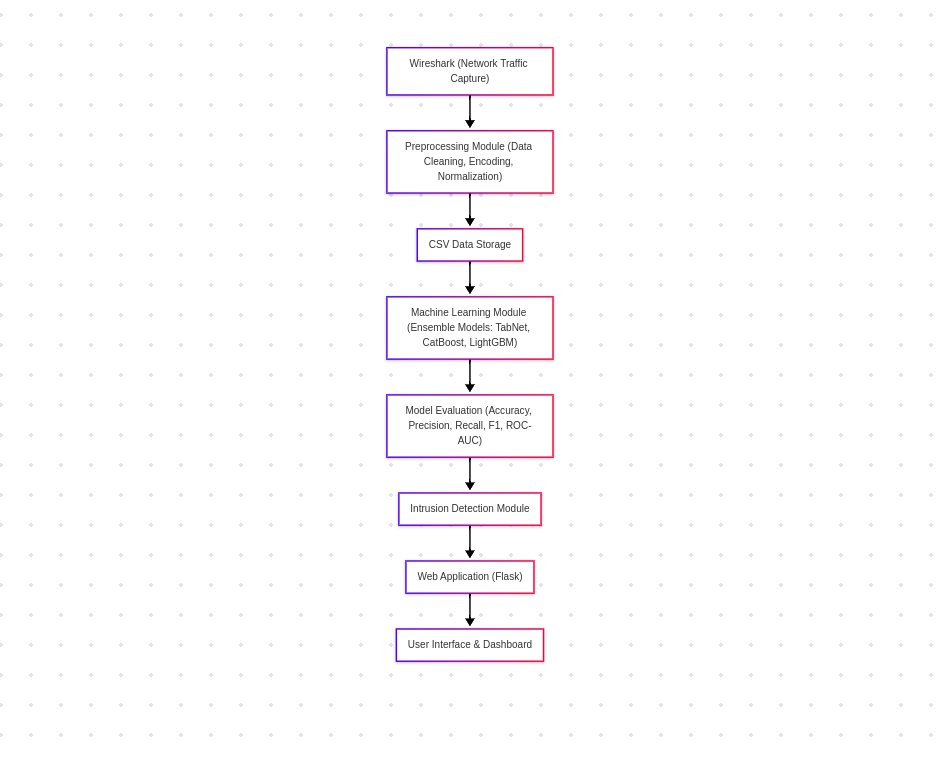 Wireshark (Network Traffic
Capture)
Preprocessing Module (Data
Cleaning, Encoding,
Normalization)
CSV Data Storage
Machine Learning Module
(Ensemble Models: TabNet,
CatBoost, LightGBM)
Model Evaluation (Accuracy,
Precision, Recall, F1, ROC-
AUC)
Intrusion Detection Module
Web Application (Flask)
User Interface & Dashboard